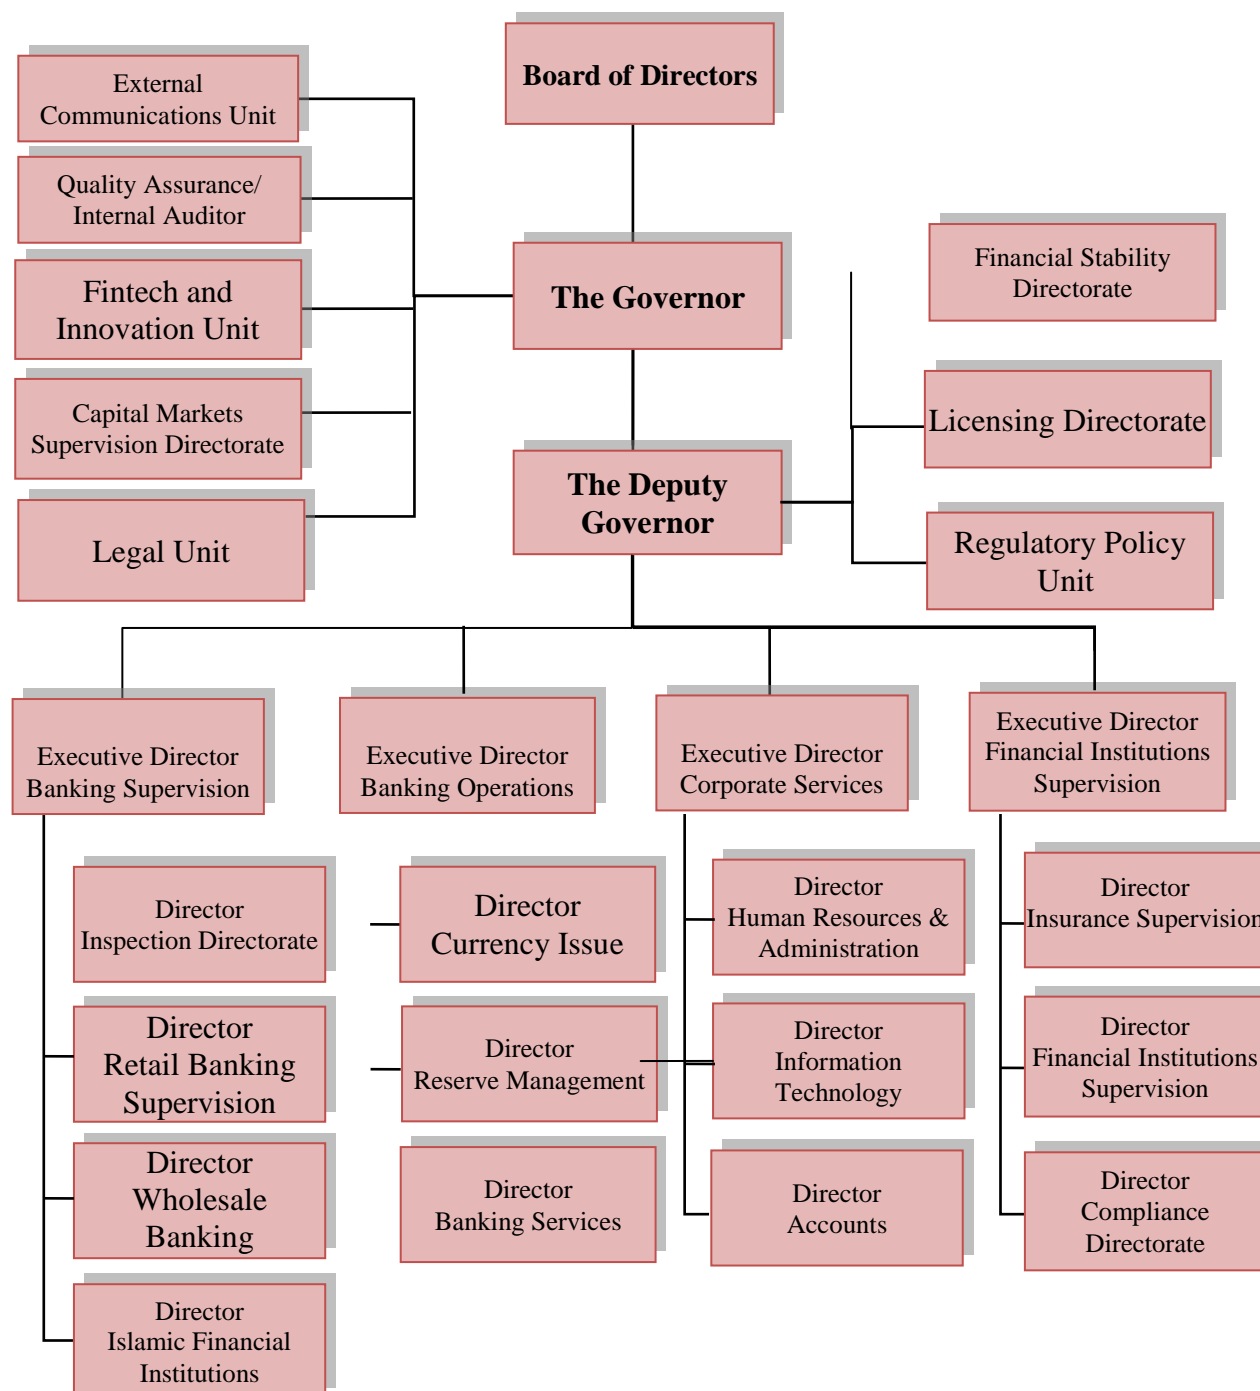 Board of Directors
External
Communications Unit
Quality Assurance/
Internal Auditor
Fintech and
Innovation Unit
Capital Markets
Supervision Directorate
Legal Unit
The Governor
The Deputy
Governor
Financial Stability
Directorate
Licensing Directorate
Regulatory Policy
Unit
Executive Director
Banking Supervision
Executive Director
Banking Operations
Executive Director
Corporate Services
Executive Director
Financial Institutions
Supervision
Director
Inspection Directorate
Director
Retail Banking
Supervision
Director
Wholesale
Banking
Director
Islamic Financial
Institutions
Director
Currency Issue
Director
Reserve Management
Director
Banking Services
Director
Human Resources &
Administration
Director
Information
Technology
Director
Accounts
Director
Insurance Supervision
Director
Financial Institutions
Supervision
Director
Compliance
Directorate